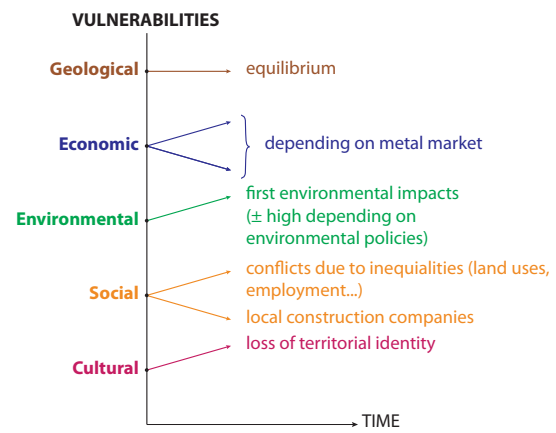 VULNERABILITIES
Geological
equilibrium
Economic
depending on metal market
Environmental
first environmental impacts
(± high depending on
environmental policies)
Social
conflicts due to inequialities (land uses,
employment...)
local construction companies
Cultural
loss of territorial identity
TIME